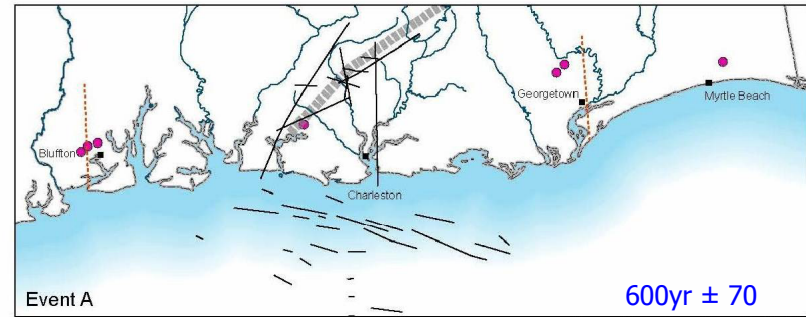 Georgetown
Myrtle Beach
Bluffton
Charleston
Event A
600yr ± 70